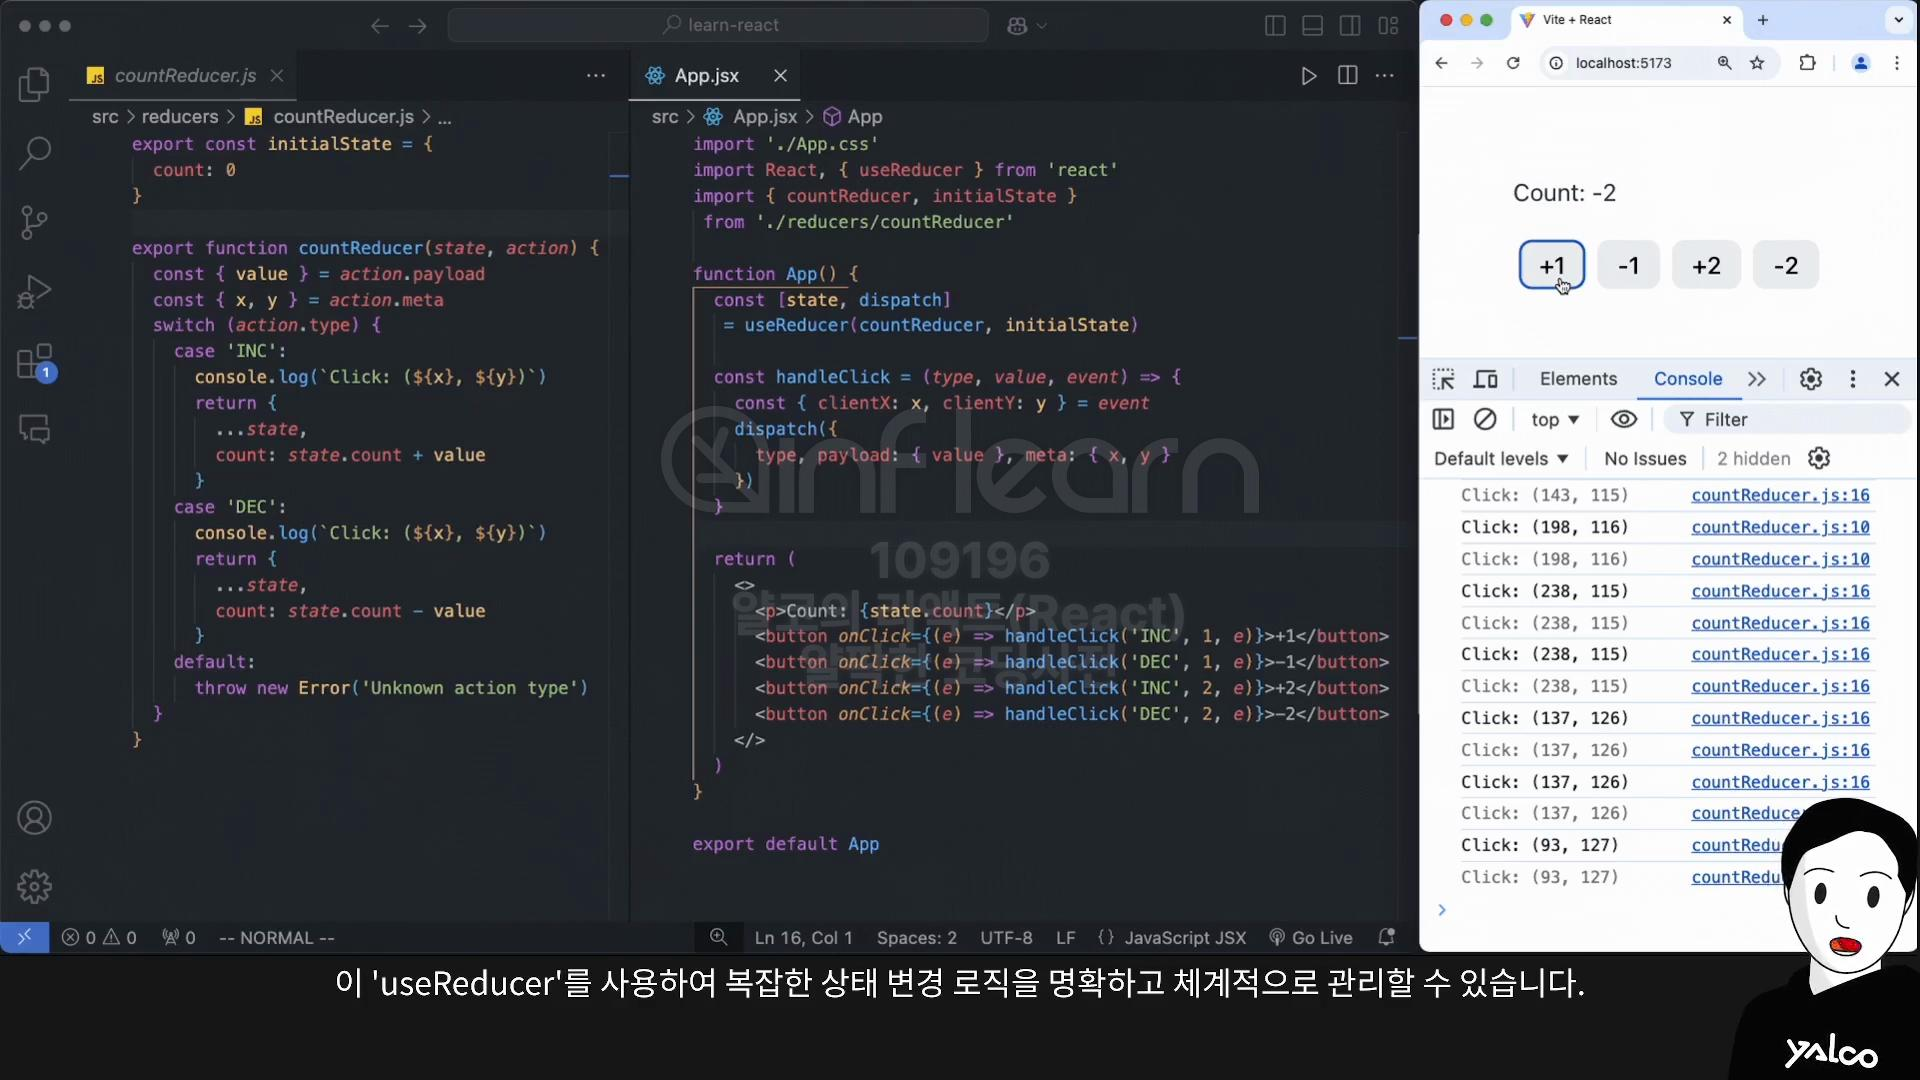 learn-react
countReducer.js
src > reducers > countReducer.js > ...
export const initialState = {
count: 0
}
export function countReducer(state, action) {
const { value } = action.payload
const { x, y } = action.meta
switch (action.type) {
case 'INC':
console.log(`Click: (${x}, ${y})`)
return {
...state,
count: state.count + value
}
case 'DEC':
console.log(`Click: (${x}, ${y})`)
return {
...state,
count: state.count - value
}
default:
throw new Error('Unknown action type')
}
}
App.jsx
src > App.jsx > App
import './App.css'
import React, { useReducer } from 'react'
import { countReducer, initialState }
from './reducers/countReducer'
function App() {
const [state, dispatch]
= useReducer(countReducer, initialState)
const handleClick = (type, value, event) => {
const { clientX: x, clientY: y } = event
dispatch({
type, payload: { value }, meta: { x, y }
})
}
return (
<>
<p>Count: {state.count}</p>
<button onClick={(e) => handleClick('INC', 1, e)}>+1</button>
<button onClick={(e) => handleClick('DEC', 1, e)}>-1</button>
<button onClick={(e) => handleClick('INC', 2, e)}>+2</button>
<button onClick={(e) => handleClick('DEC', 2, e)}>-2</button>
</>
)
}
export default App
inflearn
109196
얄코의 리액트(React)
얄팍한 코딩사전
1
0 0 0 -- NORMAL --
Ln 16, Col 1 Spaces: 2 UTF-8 LF {} JavaScript JSX Go Live
Vite + React
localhost:5173
Count: -2
+1 -1 +2 -2
Elements Console
top Filter
Default levels No Issues 2 hidden
Click: (143, 115) countReducer.js:16
Click: (198, 116) countReducer.js:10
Click: (198, 116) countReducer.js:10
Click: (238, 115) countReducer.js:16
Click: (238, 115) countReducer.js:16
Click: (238, 115) countReducer.js:16
Click: (238, 115) countReducer.js:16
Click: (137, 126) countReducer.js:16
Click: (137, 126) countReducer.js:16
Click: (137, 126) countReducer.js:16
Click: (137, 126)
Click: (93, 127)
Click: (93, 127)
이 'useReducer'를 사용하여 복잡한 상태 변경 로직을 명확하고 체계적으로 관리할 수 있습니다.
yalco